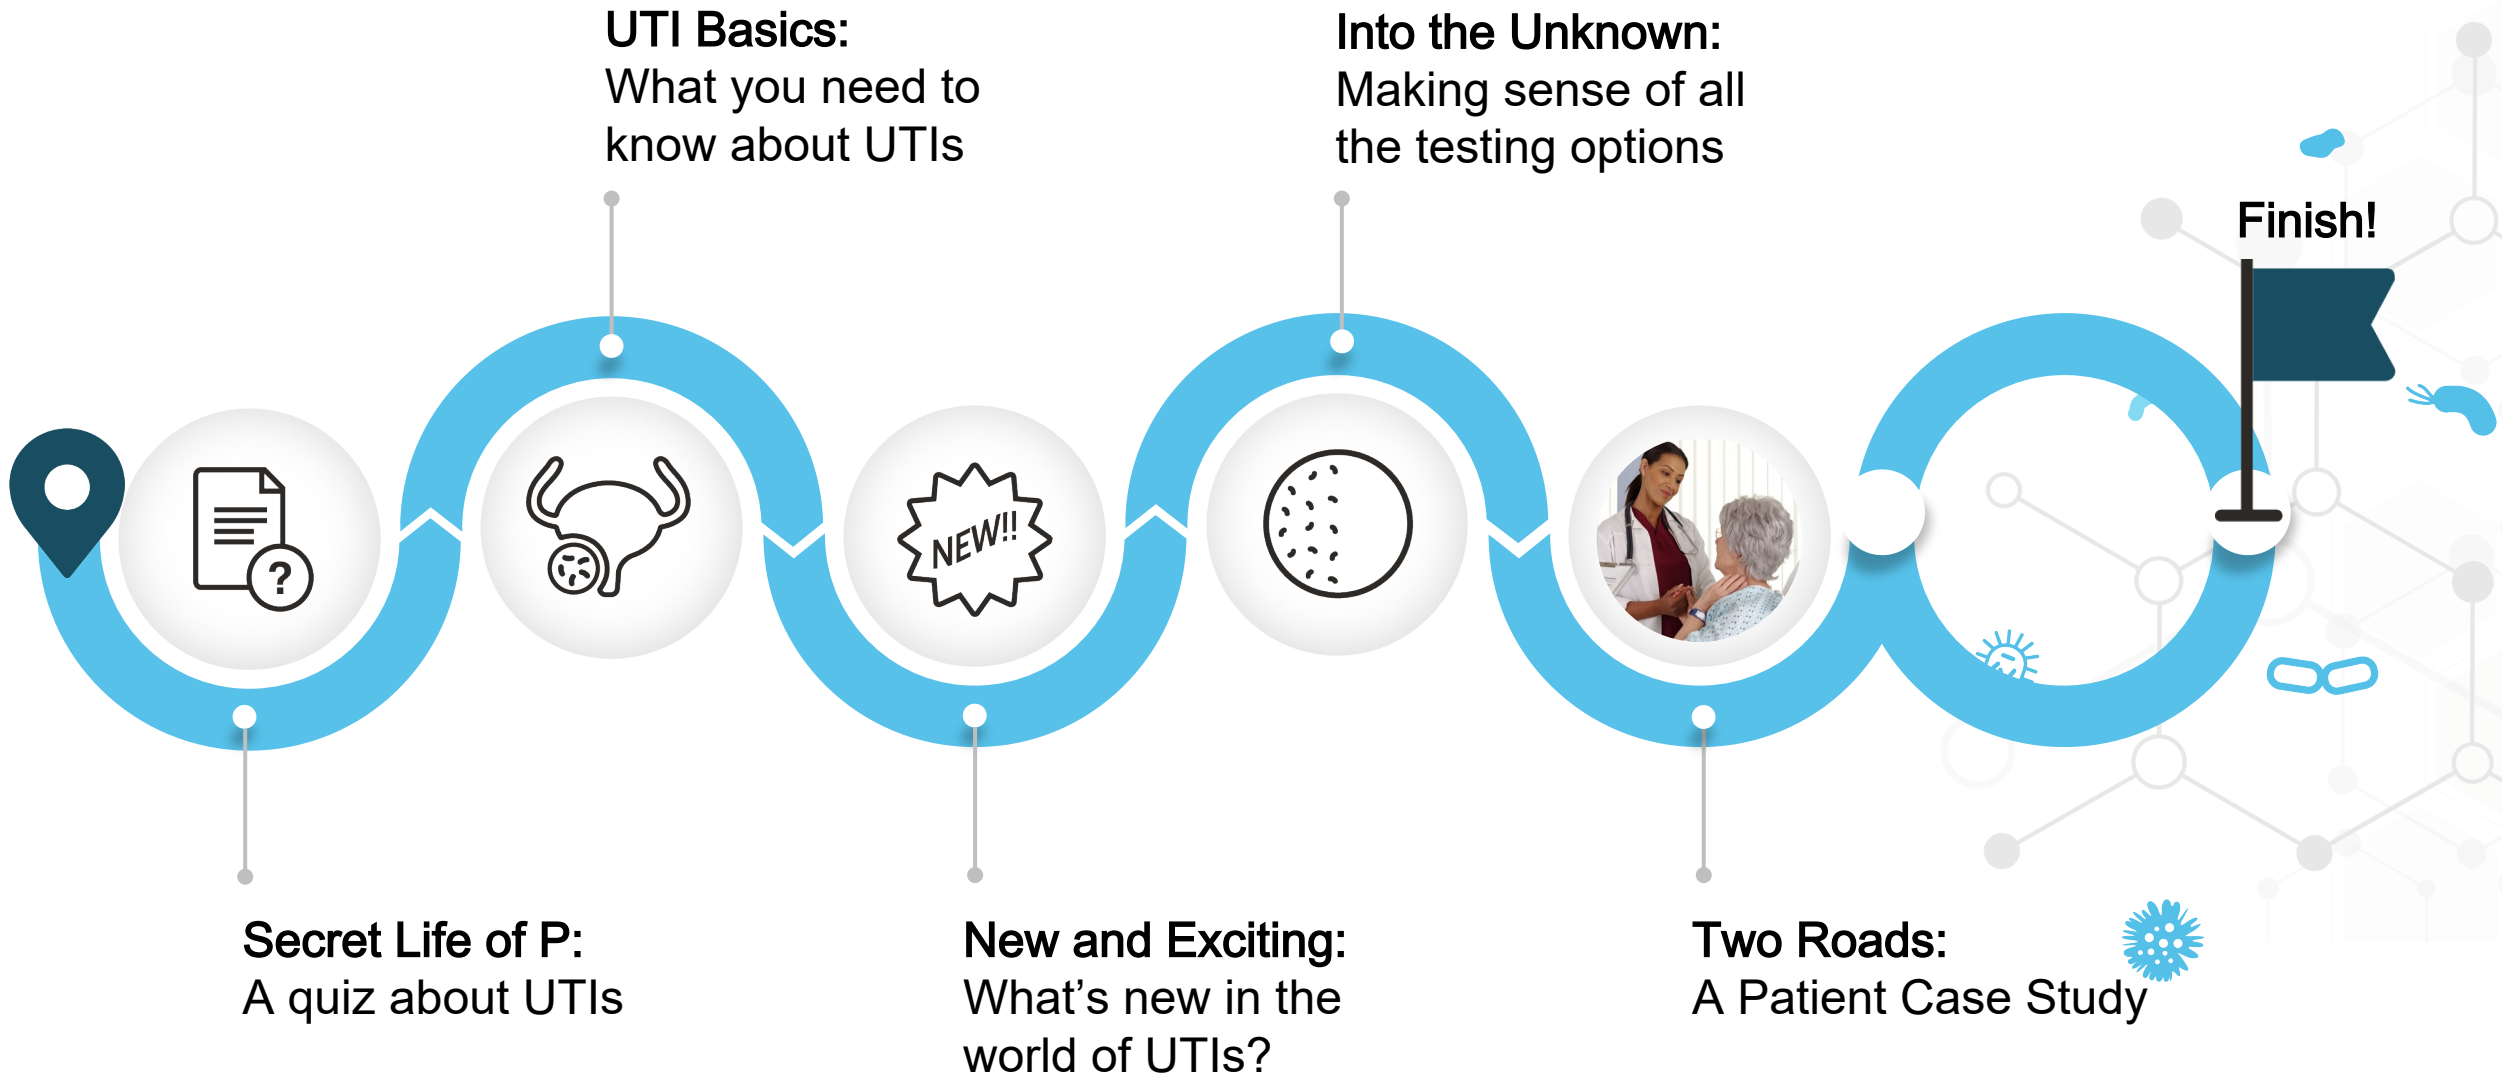 UTI Basics:
What you need to
know about UTIs
Into the Unknown:
Making sense of all
the testing options
Finish!
?
NEW!!
Secret Life of P:
A quiz about UTIs
New and Exciting:
What’s new in the
world of UTIs?
Two Roads:
A Patient Case Study